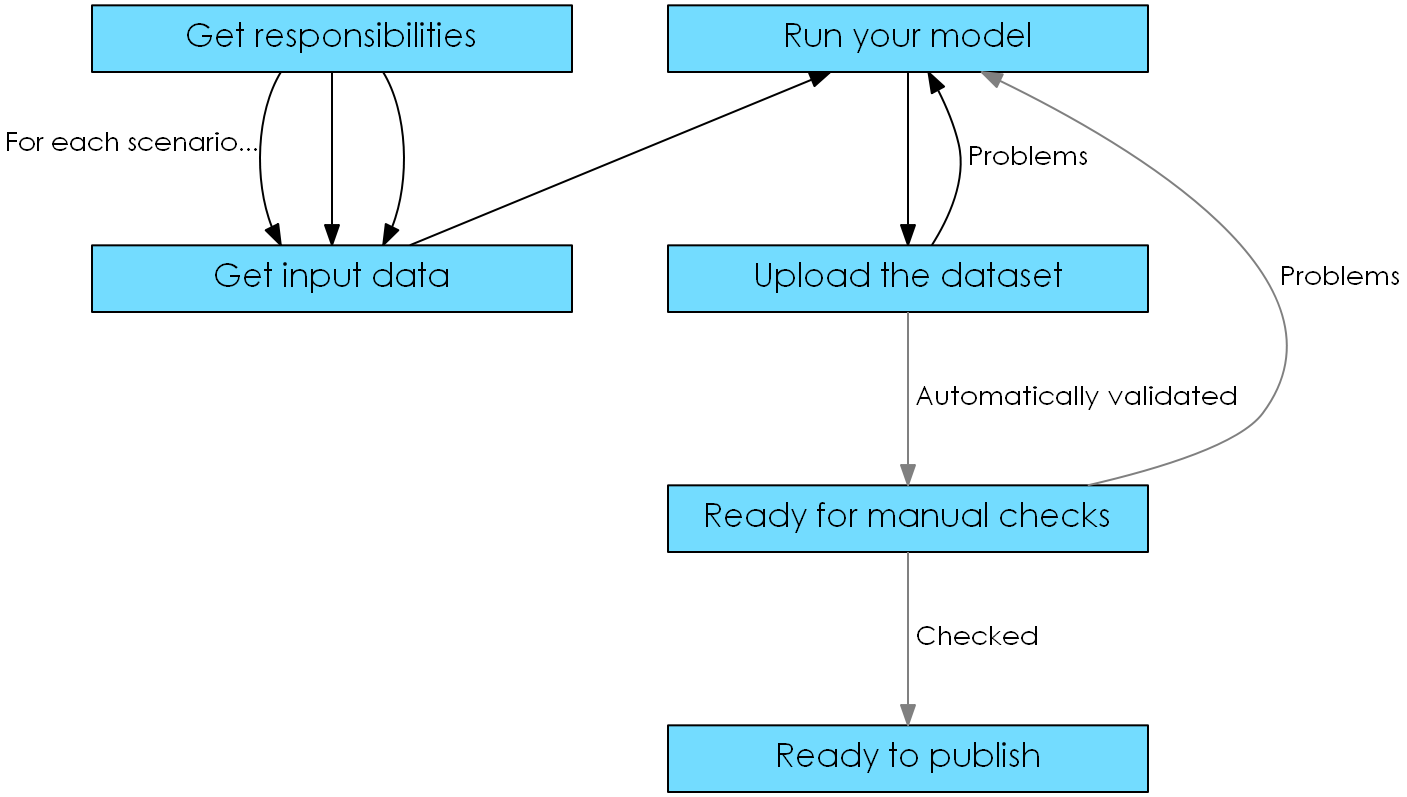 Get responsibilities
Run your model
For each scenario...
Problems
Get input data
Upload the dataset
Problems
Automatically validated
Ready for manual checks
Checked
Ready to publish